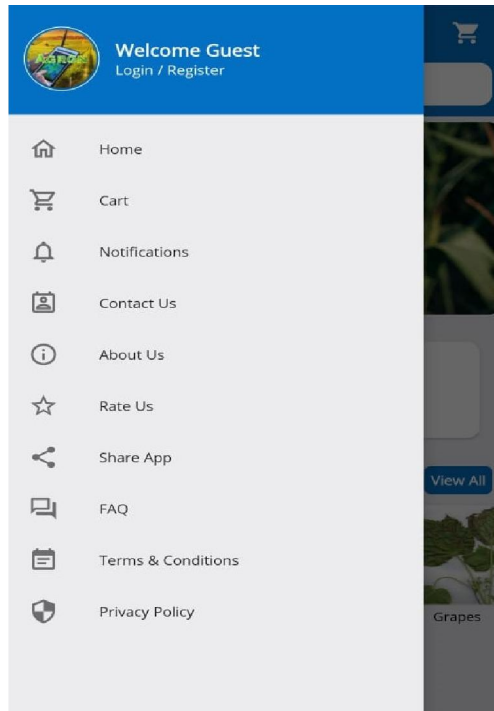 Welcome Guest
Login / Register
Home
Cart
Notifications
Contact Us
About Us
Rate Us
Share App
FAQ
Terms & Conditions
Privacy Policy
View All
Grapes